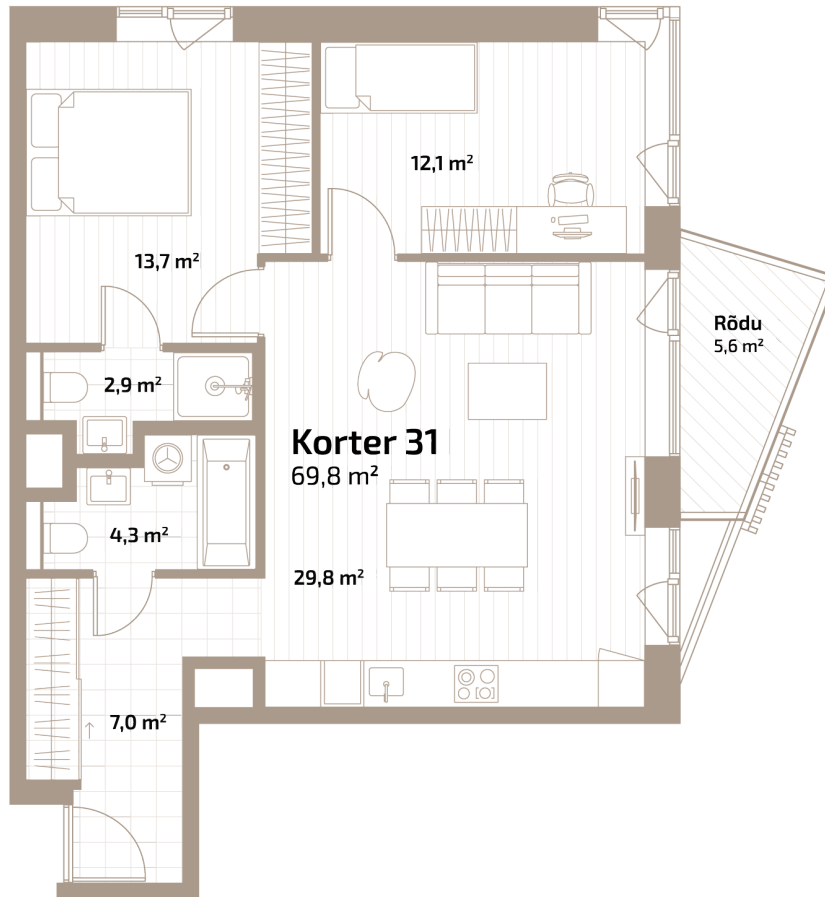 12,1 m²
13,7 m²
Rõdu
5,6 m²
2,9 m²
Korter 31
69,8 m²
4,3 m²
29,8 m²
7,0 m²